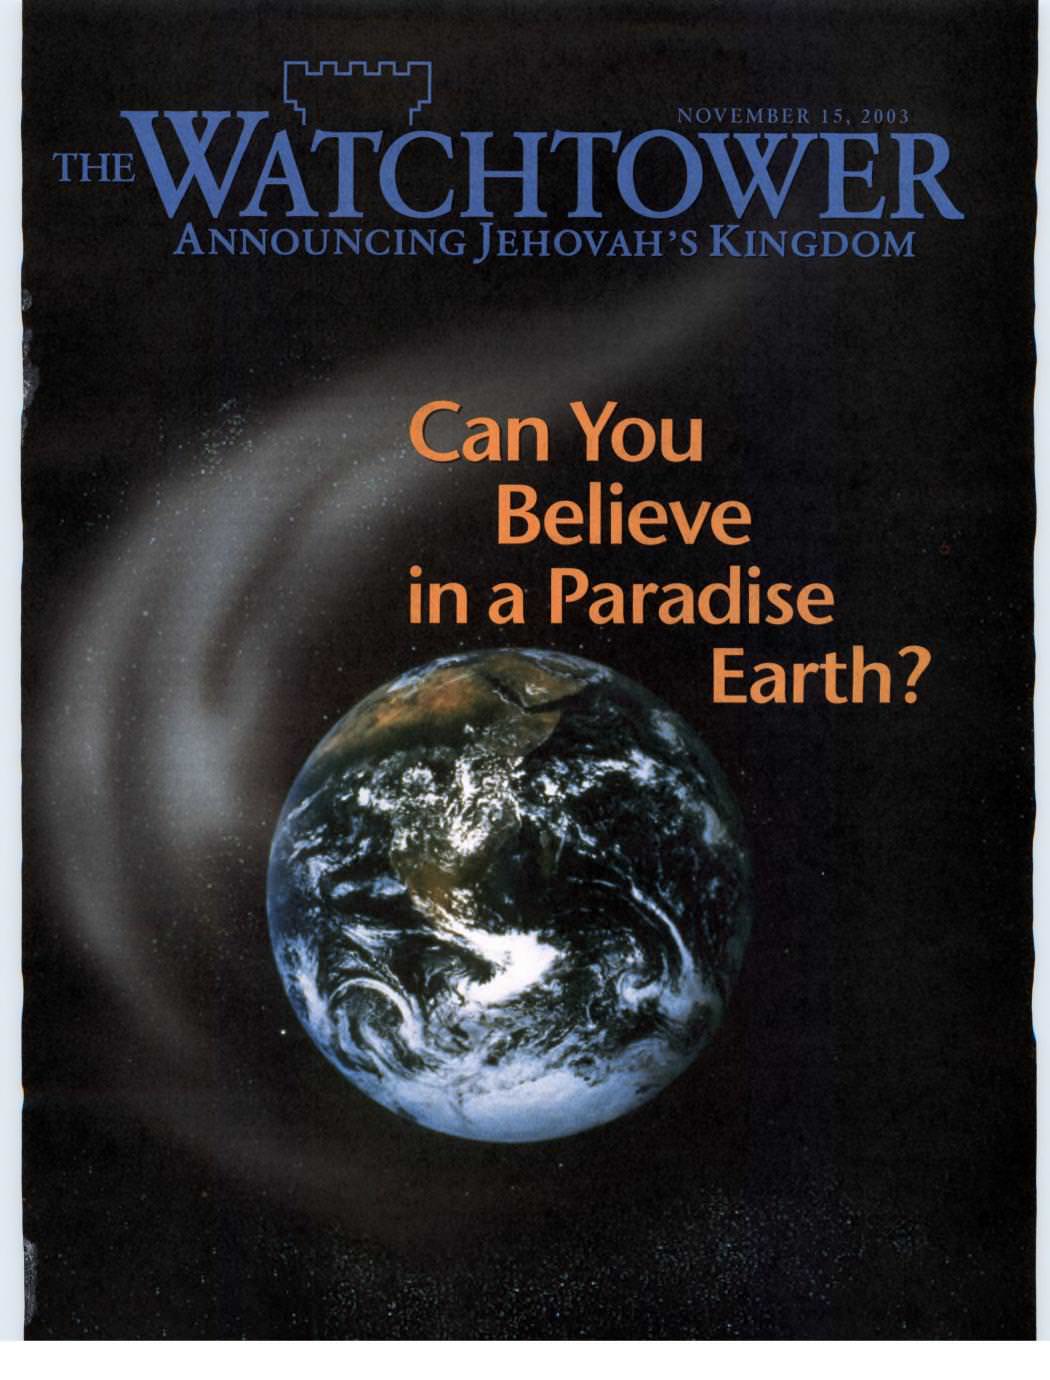 NOVEMBER 15, 2003
THE WATCHTOWER
ANNOUNCING JEHOVAH'S KINGDOM
Can You
Believe
in a Paradise
Earth?